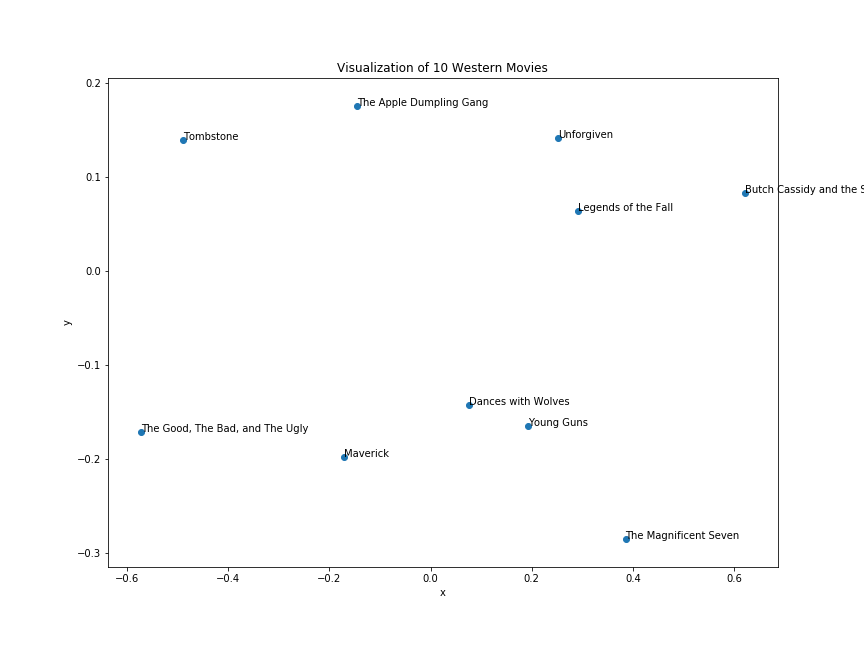 Visualization of 10 Western Movies
0.2
The Apple Dumpling Gang
Tombstone
Unforgiven
0.1
Butch Cassidy and the S
Legends of the Fall
0.0
y
−0.1
Dances with Wolves
Young Guns
The Good, The Bad, and The Ugly
Maverick
−0.2
The Magnificent Seven
−0.3
−0.6 −0.4 −0.2 0.0 0.2 0.4 0.6
x